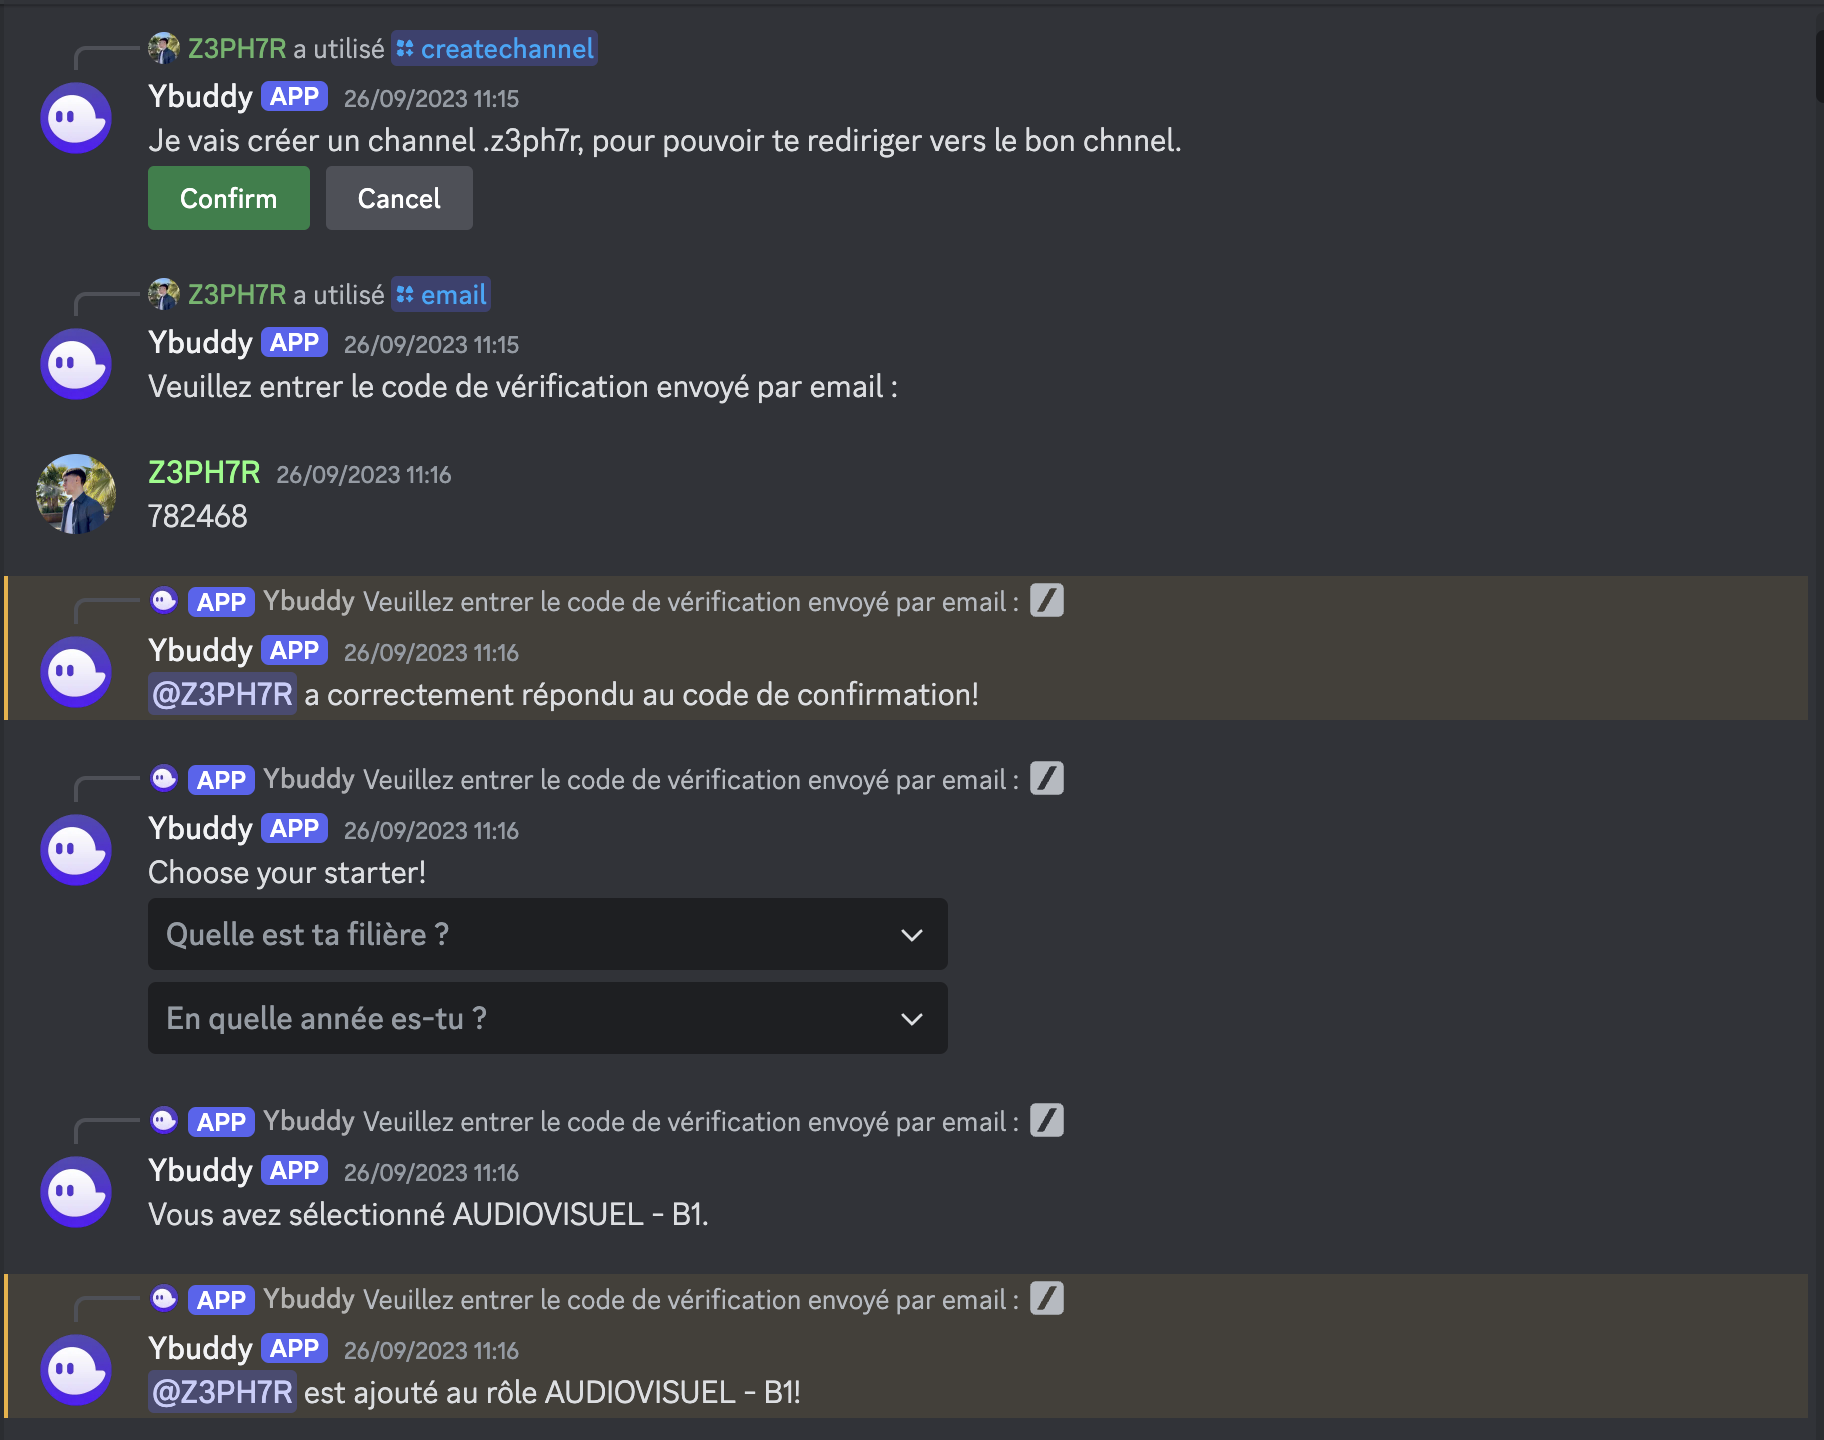 Z3PH7R a utilisé createchannel
Ybuddy APP 26/09/2023 11:15
Je vais créer un channel .z3ph7r, pour pouvoir te rediriger vers le bon chnnel.
Confirm Cancel
Z3PH7R a utilisé email
Ybuddy APP 26/09/2023 11:15
Veuillez entrer le code de vérification envoyé par email :
Z3PH7R 26/09/2023 11:16
782468
APP Ybuddy Veuillez entrer le code de vérification envoyé par email :
Ybuddy APP 26/09/2023 11:16
@Z3PH7R a correctement répondu au code de confirmation!
APP Ybuddy Veuillez entrer le code de vérification envoyé par email :
Ybuddy APP 26/09/2023 11:16
Choose your starter!
Quelle est ta filière ?
En quelle année es-tu ?
APP Ybuddy Veuillez entrer le code de vérification envoyé par email :
Ybuddy APP 26/09/2023 11:16
Vous avez sélectionné AUDIOVISUEL - B1.
APP Ybuddy Veuillez entrer le code de vérification envoyé par email :
Ybuddy APP 26/09/2023 11:16
@Z3PH7R est ajouté au rôle AUDIOVISUEL - B1!